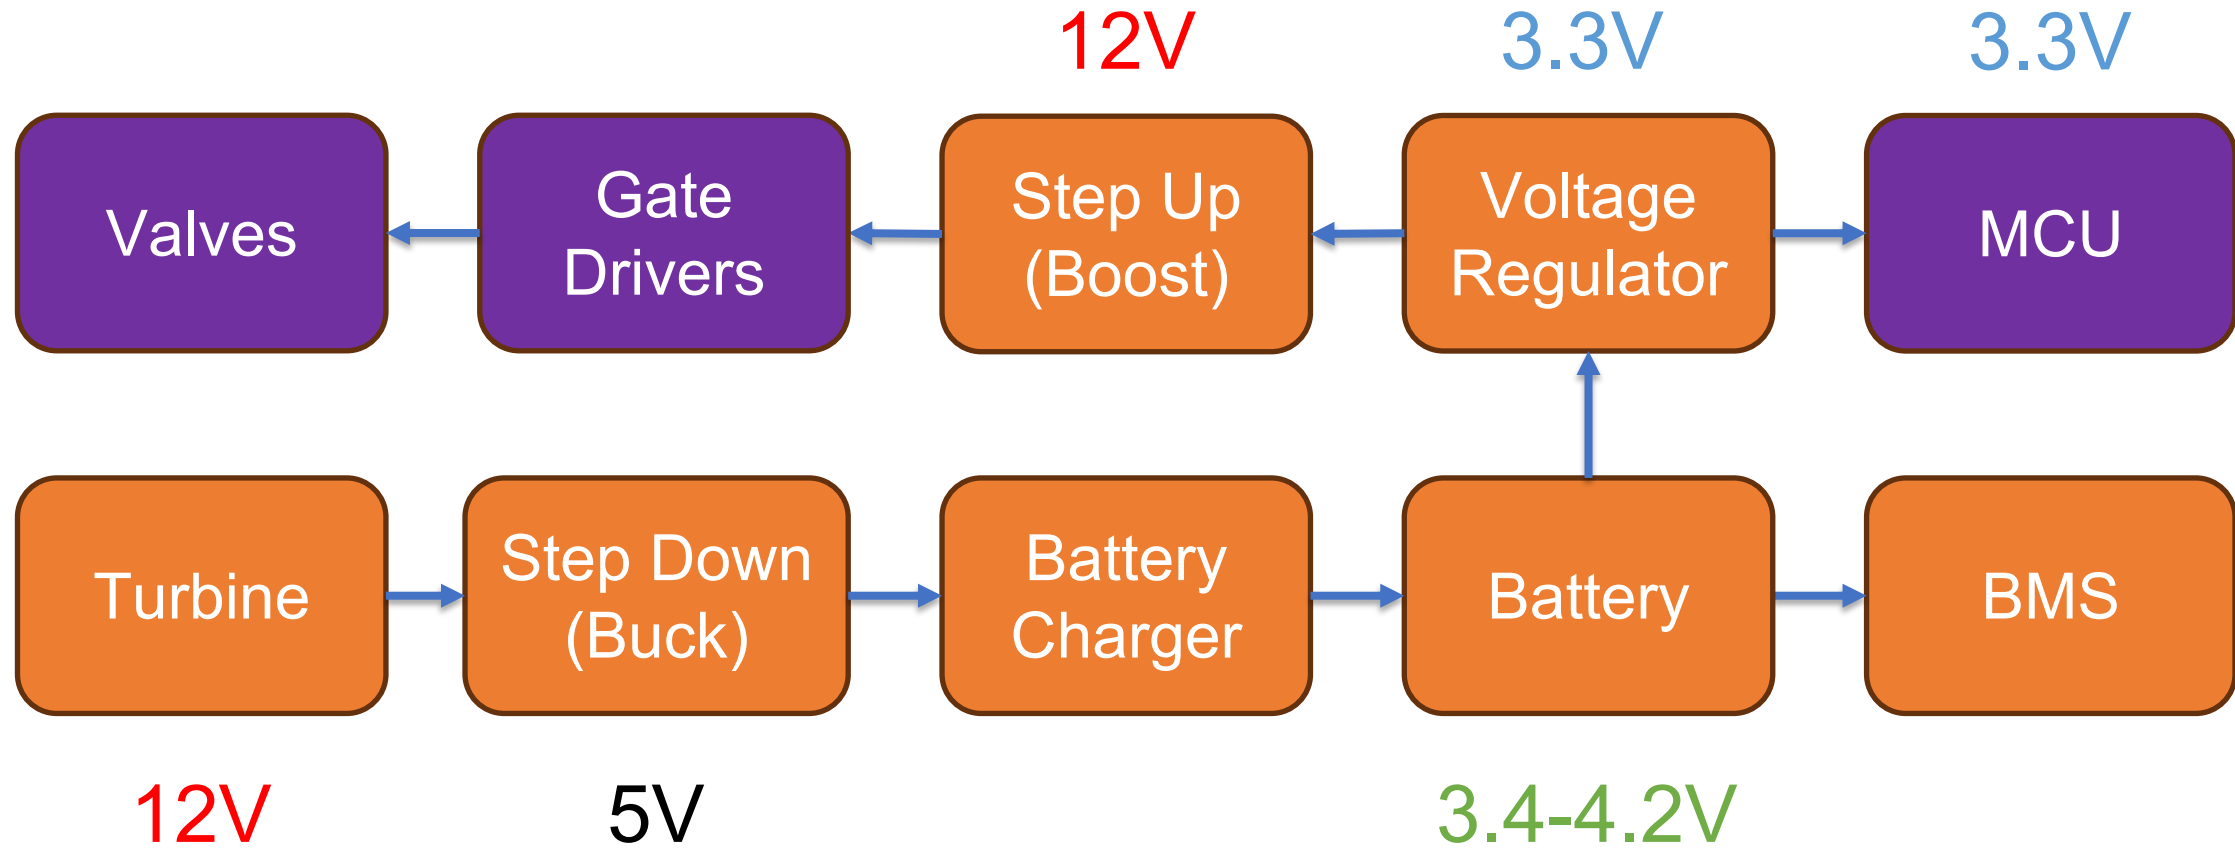 12V
3.3V
3.3V
Valves
Gate
Drivers
Step Up
(Boost)
Voltage
Regulator
MCU
Turbine
Step Down
(Buck)
Battery
Charger
Battery
BMS
12V
5V
3.4-4.2V